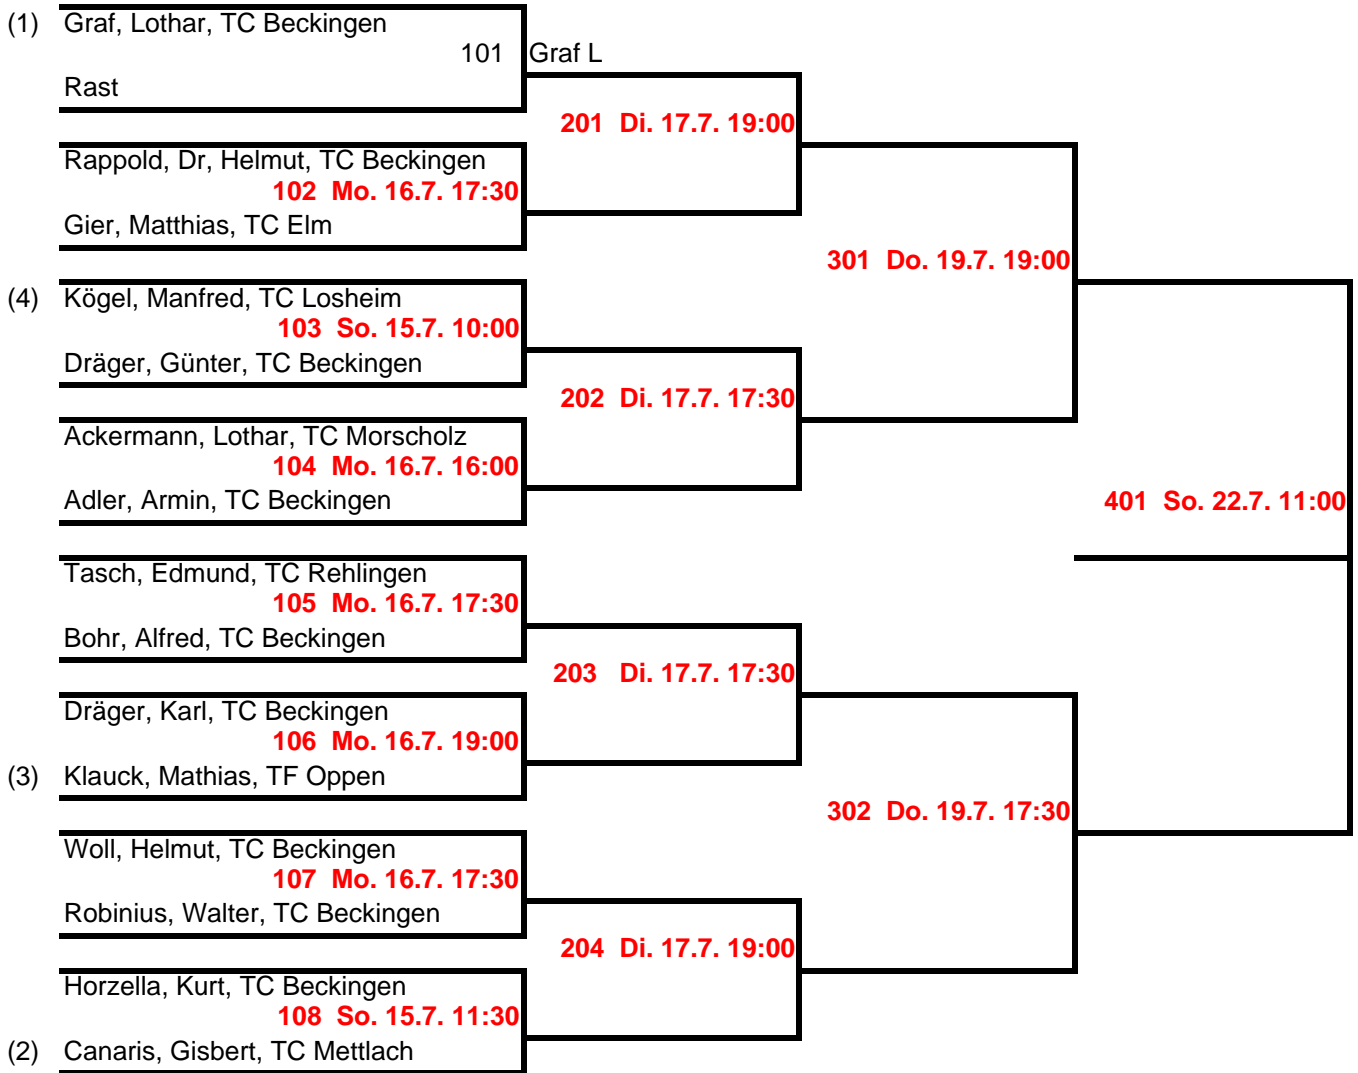 (1) Graf, Lothar, TC Beckingen
101 Graf L
Rast
201 Di. 17.7. 19:00
Rappold, Dr, Helmut, TC Beckingen
102 Mo. 16.7. 17:30
Gier, Matthias, TC Elm
301 Do. 19.7. 19:00
(4) Kögel, Manfred, TC Losheim
103 So. 15.7. 10:00
Dräger, Günter, TC Beckingen
202 Di. 17.7. 17:30
Ackermann, Lothar, TC Morscholz
104 Mo. 16.7. 16:00
Adler, Armin, TC Beckingen
401 So. 22.7. 11:00
Tasch, Edmund, TC Rehlingen
105 Mo. 16.7. 17:30
Bohr, Alfred, TC Beckingen
203 Di. 17.7. 17:30
Dräger, Karl, TC Beckingen
106 Mo. 16.7. 19:00
(3) Klauck, Mathias, TF Oppen
302 Do. 19.7. 17:30
Woll, Helmut, TC Beckingen
107 Mo. 16.7. 17:30
Robinius, Walter, TC Beckingen
204 Di. 17.7. 19:00
Horzella, Kurt, TC Beckingen
108 So. 15.7. 11:30
(2) Canaris, Gisbert, TC Mettlach